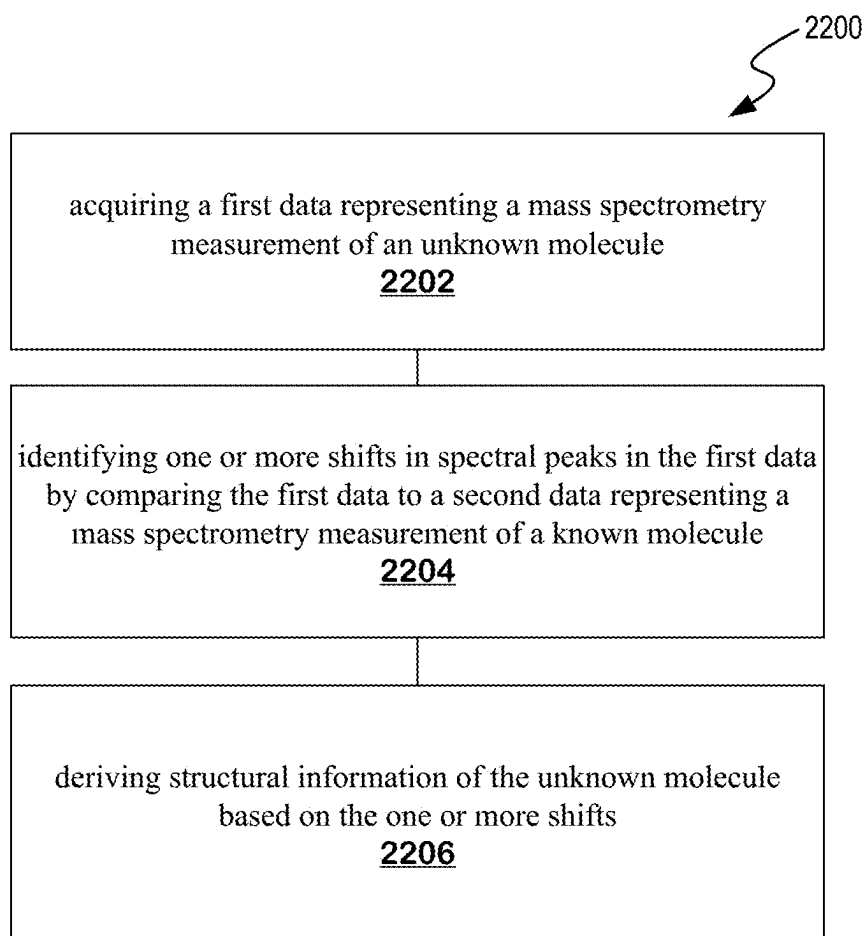 2200
acquiring a first data representing a mass spectrometry
measurement of an unknown molecule
2202
identifying one or more shifts in spectral peaks in the first data
by comparing the first data to a second data representing a
mass spectrometry measurement of a known molecule
2204
deriving structural information of the unknown molecule
based on the one or more shifts
2206